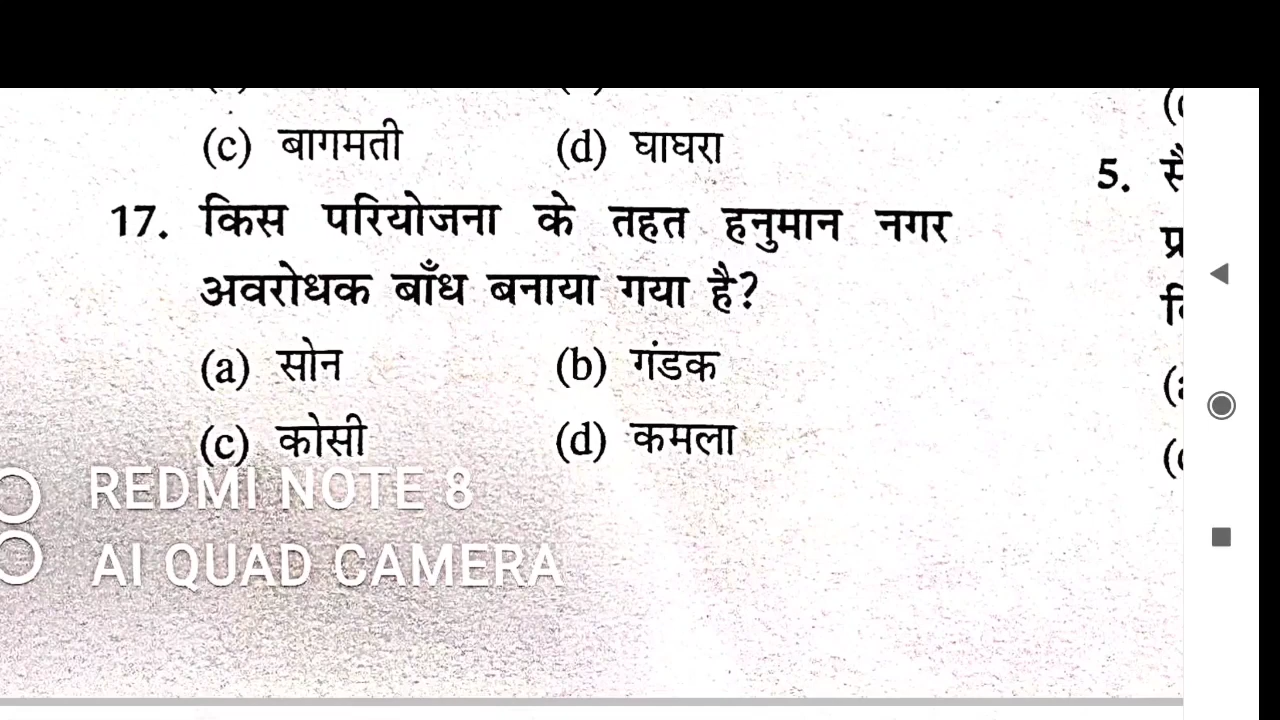 (c) बागमती (d) घाघरा
17. किस परियोजना के तहत हनुमान नगर
अवरोधक बाँध बनाया गया है?
(a) सोन (b) गंडक
(c) कोसी (d) कमला
5.
REDMI NOTE 8
AI QUAD CAMERA